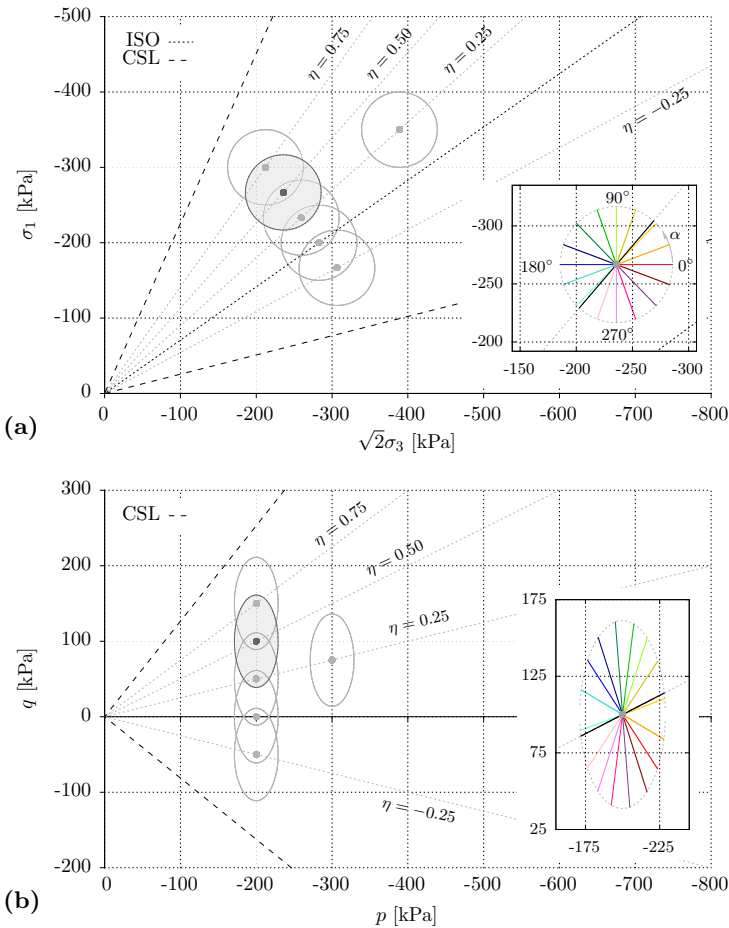 -500
-400
-300
-200
-100
0
σ₁ [kPa]
ISO
CSL
η = 0.75
η = 0.50
η = 0.25
η = −0.25
-300
-250
-200
90°
α
180°
0°
270°
-150 -200 -250 -300
0 -100 -200 -300 -400 -500 -600 -700 -800
(a)
√2σ₃ [kPa]
300
200
100
0
-100
-200
q [kPa]
CSL
η = 0.75
η = 0.50
η = 0.25
η = −0.25
175
125
75
25
-175 -225
0 -100 -200 -300 -400 -500 -600 -700 -800
(b)
p [kPa]